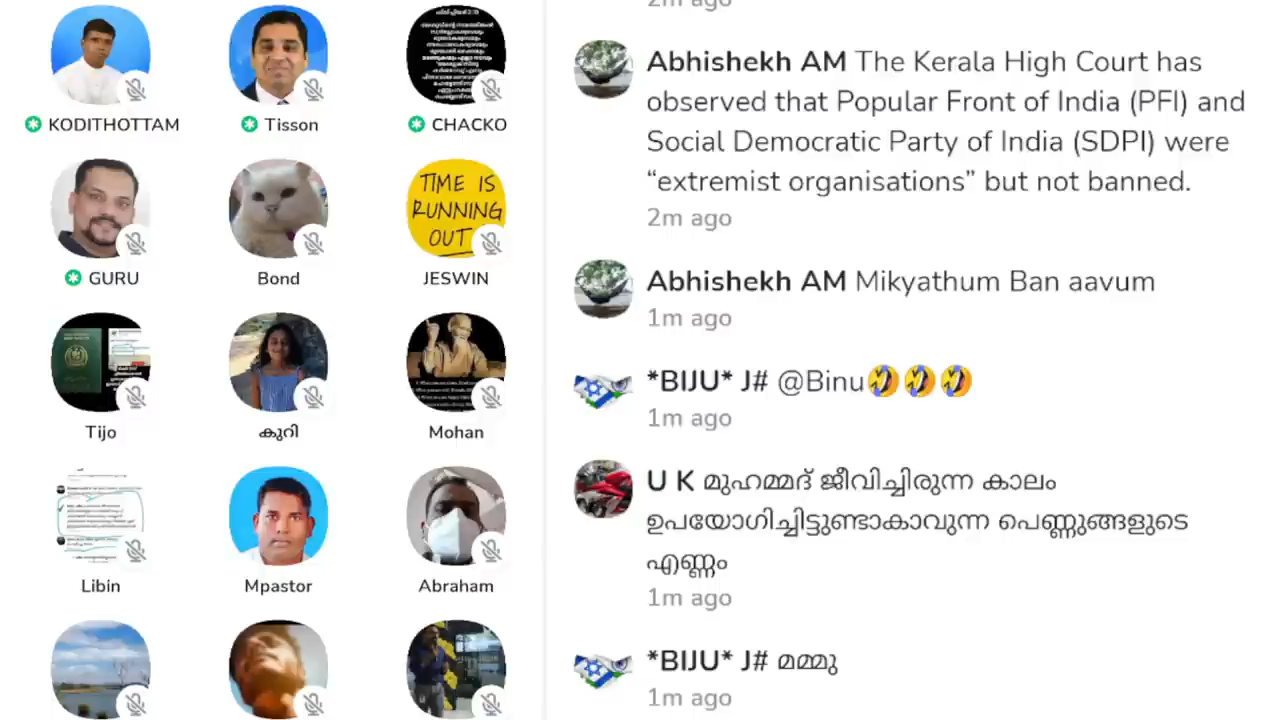 KODITHOTTAM
Tisson
CHACKO
GURU
Bond
TIME IS
RUNNING
OUT
JESWIN
Tijo
കുറി
Mohan
Libin
Mpastor
Abraham
2m ago
Abhishekh AM The Kerala High Court has
observed that Popular Front of India (PFI) and
Social Democratic Party of India (SDPI) were
“extremist organisations” but not banned.
2m ago
Abhishekh AM Mikyathum Ban aavum
1m ago
*BIJU* J# @Binu🤣🤣🤣
1m ago
U K മുഹമ്മദ് ജീവിച്ചിരുന്ന കാലം
ഉപയോഗിച്ചിട്ടുണ്ടാകാവുന്ന പെണ്ണുങ്ങളുടെ
എണ്ണം
1m ago
*BIJU* J# മമ്മു
1m ago